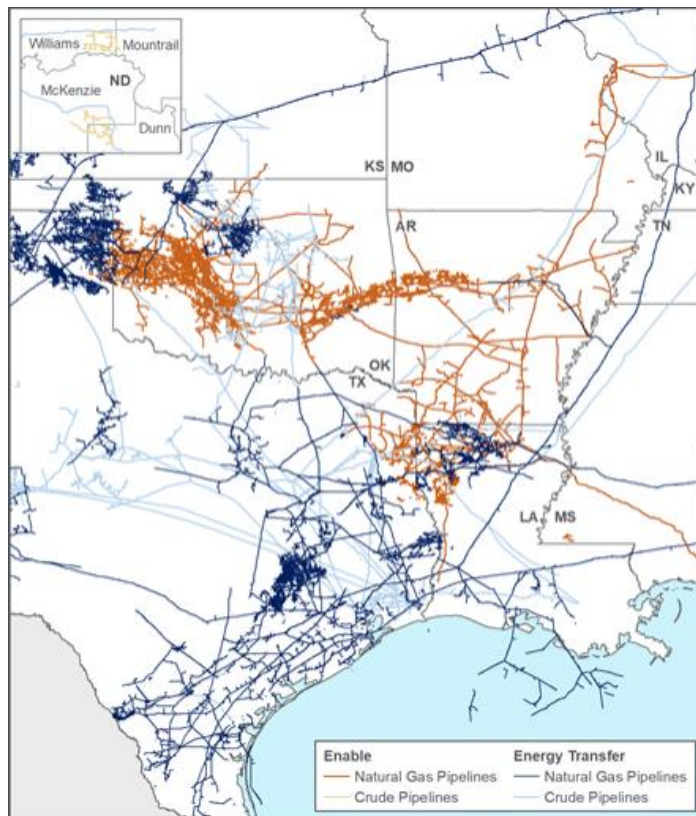 Williams Mountrail
ND
McKenzie
Dunn
KS MO
IL
KY
TN
AR
OK
TX
LA MS
Enable Energy Transfer
Natural Gas Pipelines Natural Gas Pipelines
Crude Pipelines Crude Pipelines